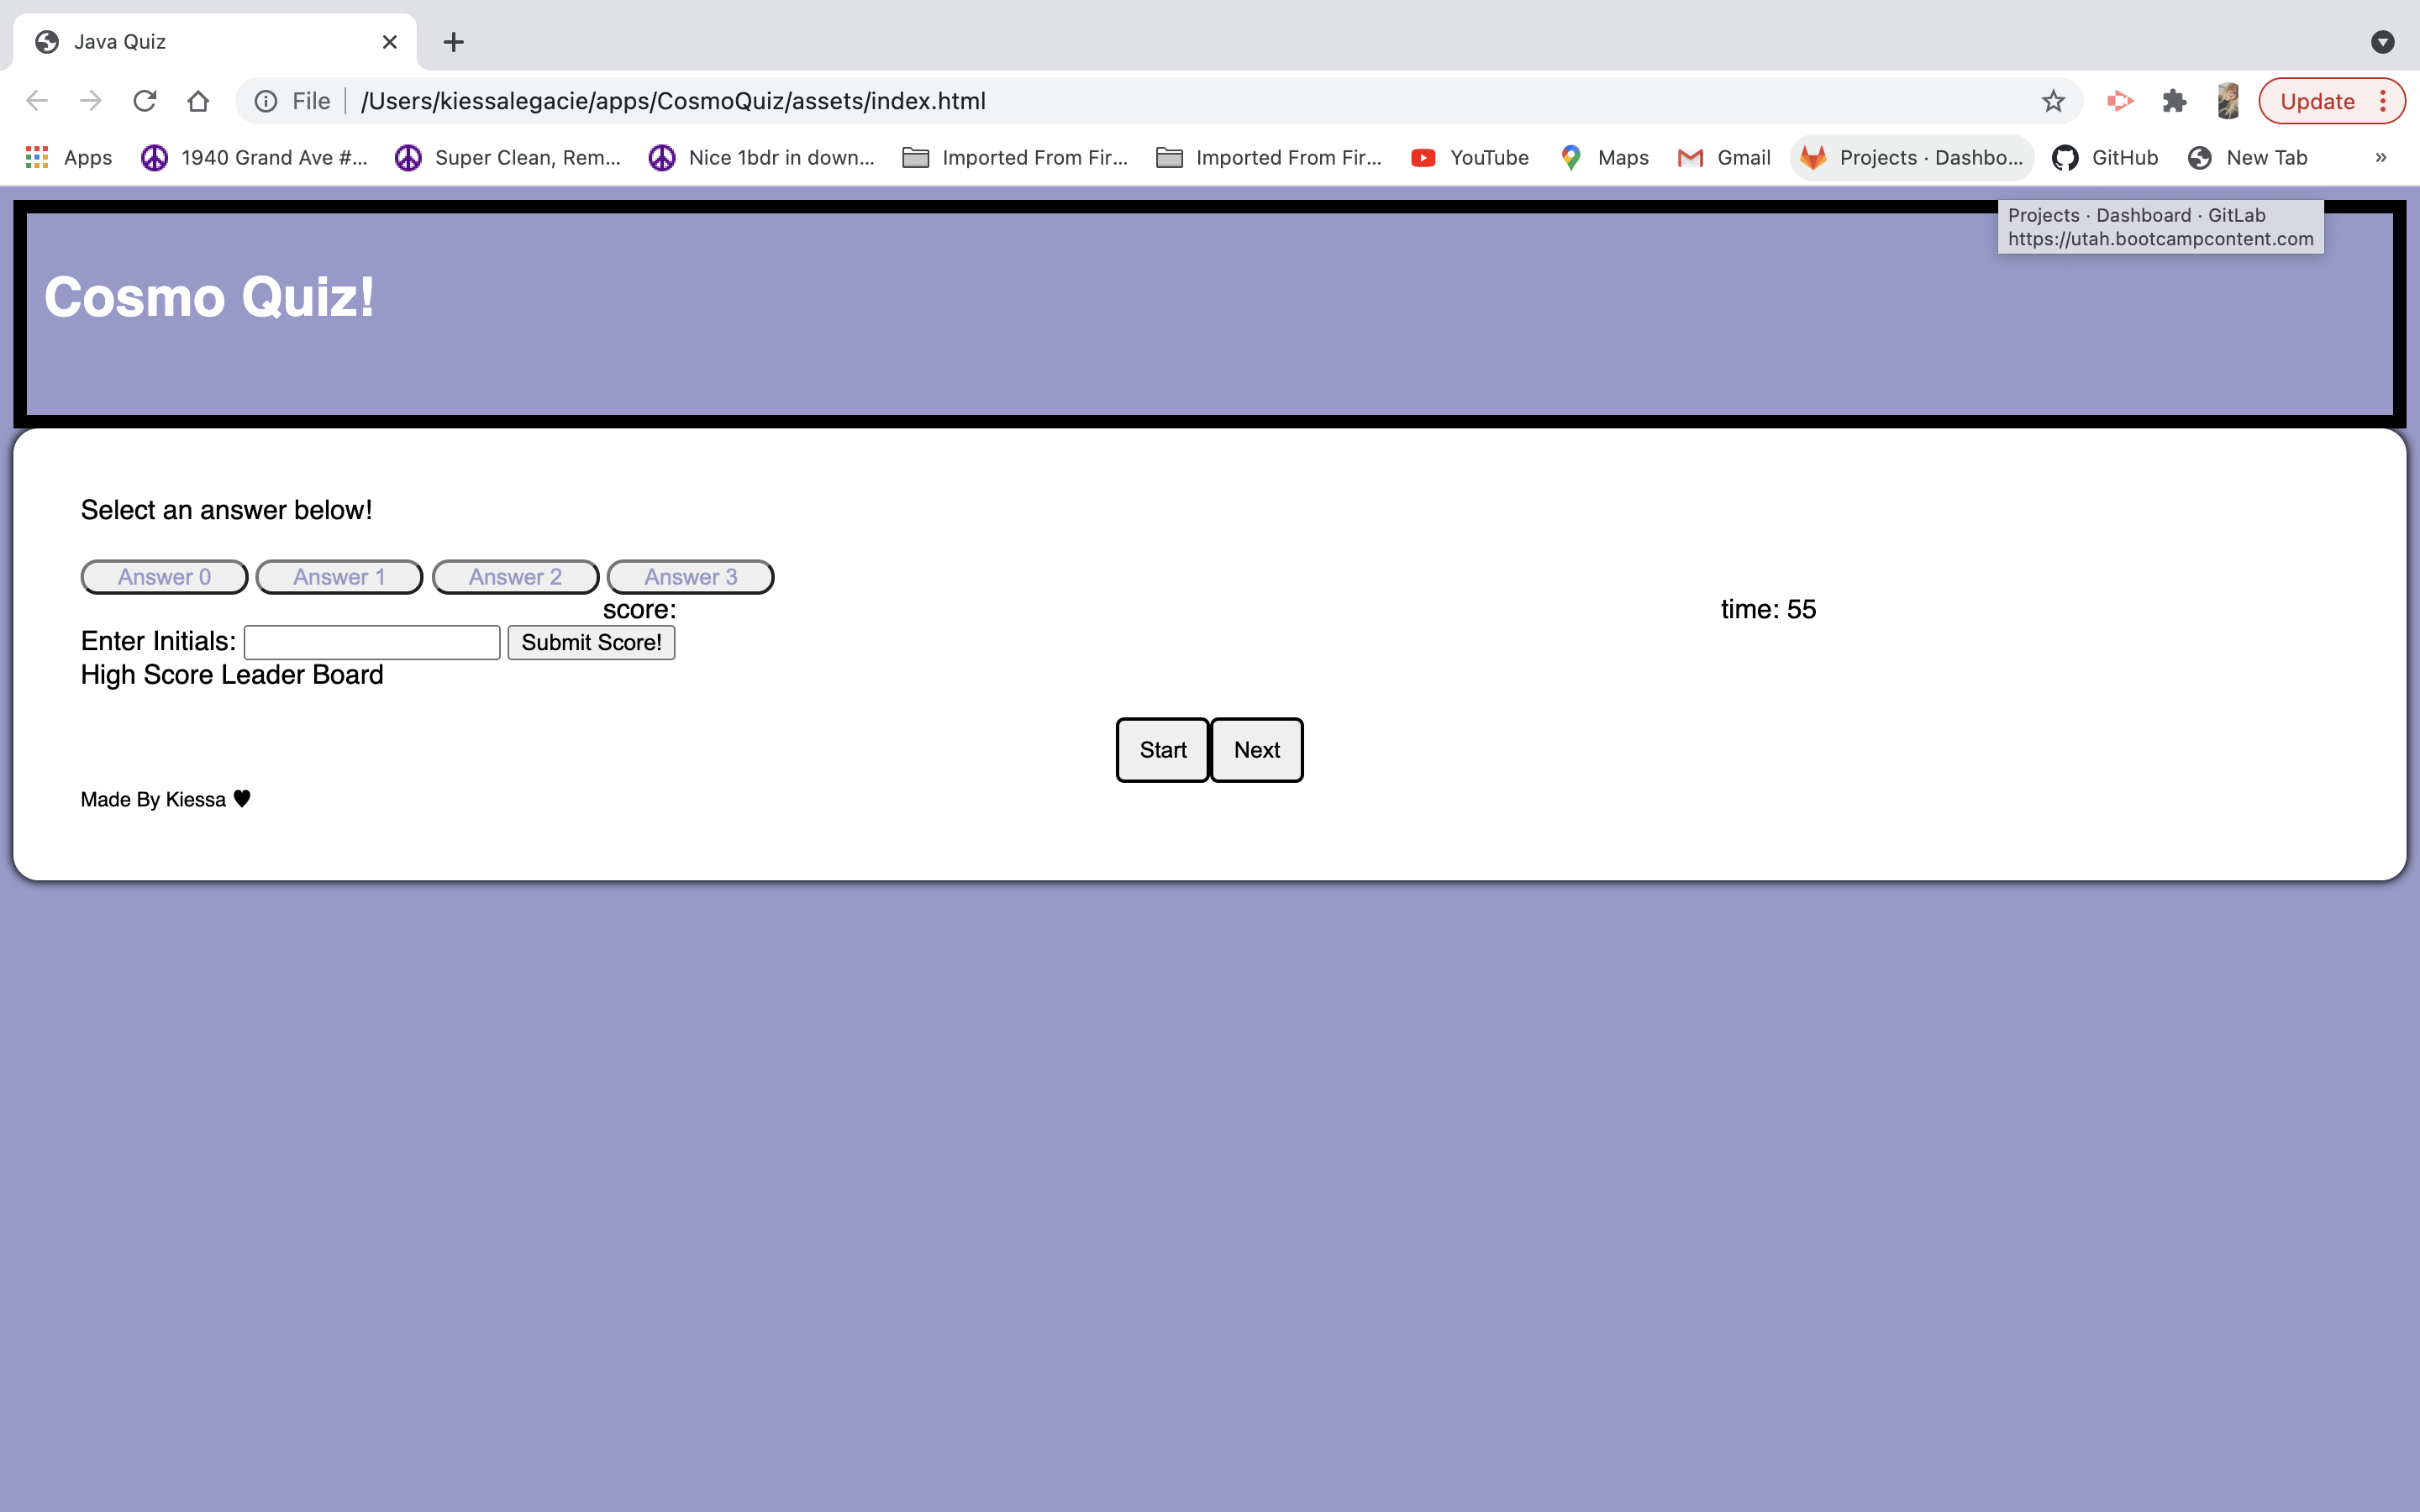 Java Quiz
File /Users/kiessalegacie/apps/CosmoQuiz/assets/index.html Update
Apps 1940 Grand Ave #... Super Clean, Rem... Nice 1bdr in down... Imported From Fir... Imported From Fir... YouTube Maps Gmail Projects · Dashbo... GitHub New Tab »
Projects · Dashboard · GitLab
https://utah.bootcampcontent.com
Cosmo Quiz!
Select an answer below!
Answer 0 Answer 1 Answer 2 Answer 3
score: time: 55
Enter Initials: Submit Score!
High Score Leader Board
Start Next
Made By Kiessa ♥